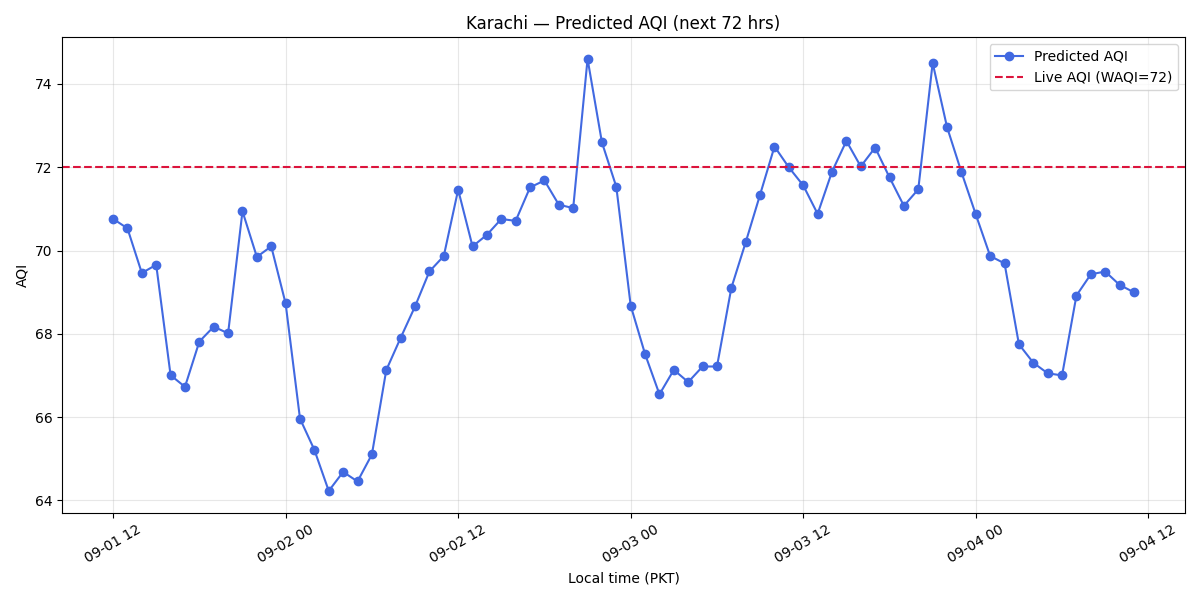 Karachi — Predicted AQI (next 72 hrs)
Predicted AQI
Live AQI (WAQI=72)
AQI
74
72
70
68
66
64
09-01 12
09-02 00
09-02 12
09-03 00
09-03 12
09-04 00
09-04 12
Local time (PKT)